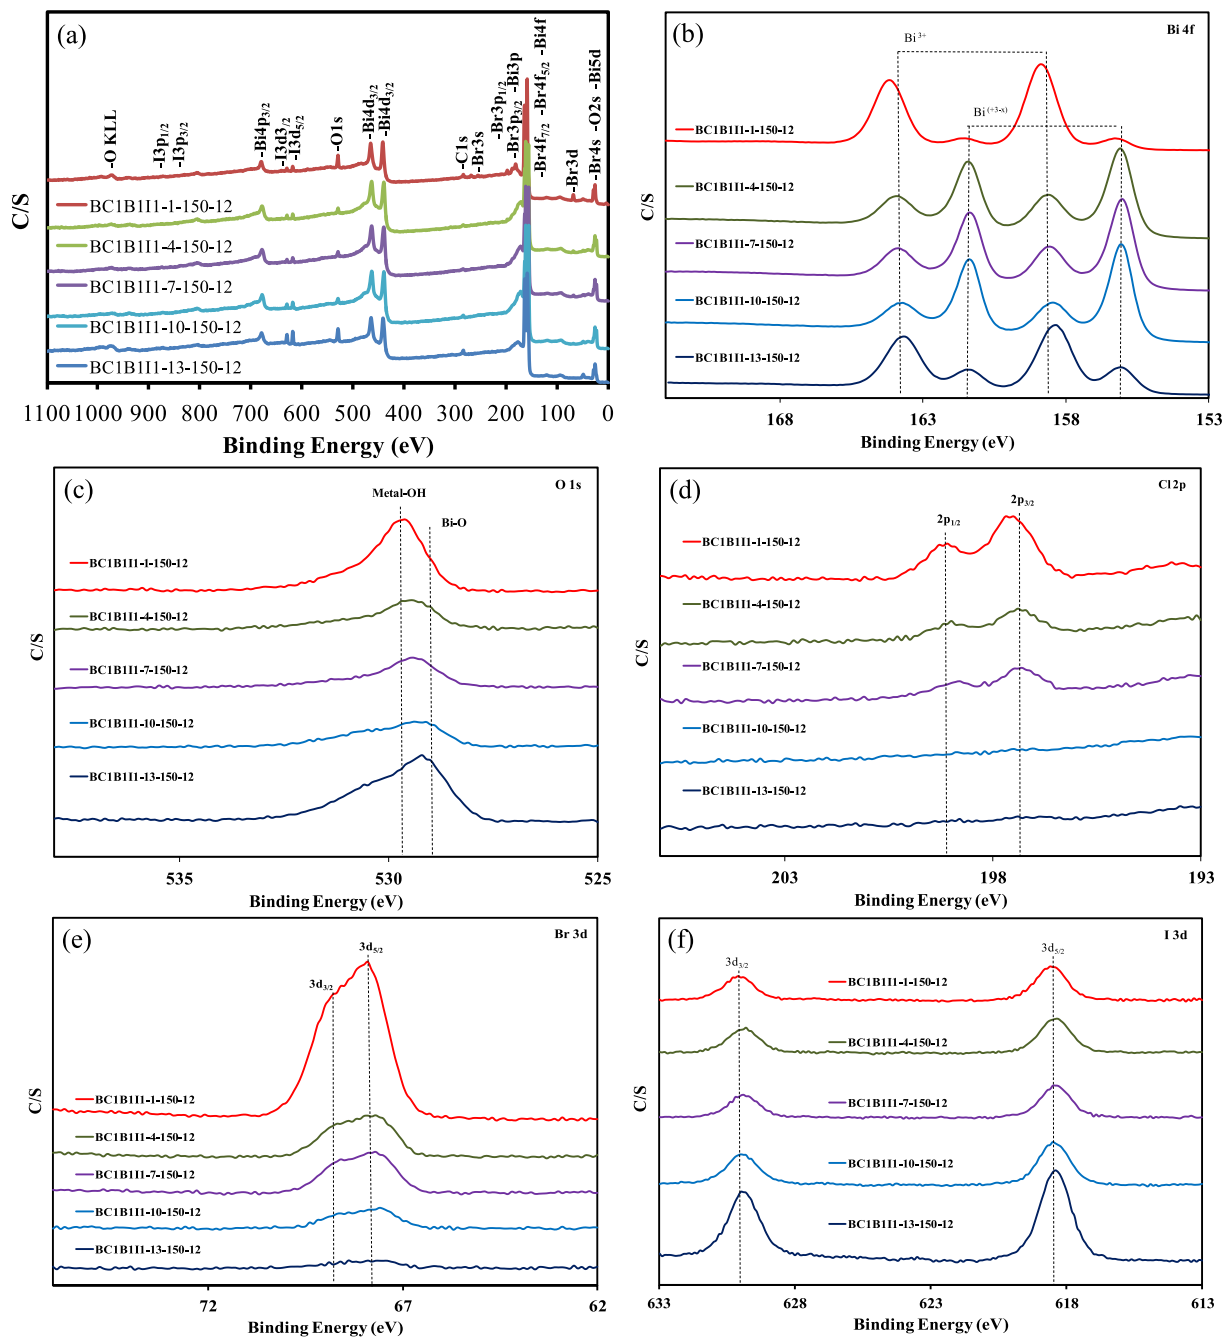 (a)
-O KLL
-I3p1/2
-I3p3/2
-Bi4p3/2
-I3d3/2
-I3d5/2
-O1s
-Bi4d3/2
-Bi4d3/2
-C1s
-Br3s
-Br3p1/2
-Br3p3/2
-Bi3p
-Br4f7/2
-Br4f5/2
-Bi4f
-Br3d
-Br4s
-O2s
-Bi5d
C/S
BC1B1I1-1-150-12
BC1B1I1-4-150-12
BC1B1I1-7-150-12
BC1B1I1-10-150-12
BC1B1I1-13-150-12
1100 1000 900 800 700 600 500 400 300 200 100 0
Binding Energy (eV)
(b)
Bi 4f
Bi 3+
Bi (+3-x)
C/S
BC1B1I1-1-150-12
BC1B1I1-4-150-12
BC1B1I1-7-150-12
BC1B1I1-10-150-12
BC1B1I1-13-150-12
168 163 158 153
Binding Energy (eV)
(c)
O 1s
Metal-OH
Bi-O
C/S
BC1B1I1-1-150-12
BC1B1I1-4-150-12
BC1B1I1-7-150-12
BC1B1I1-10-150-12
BC1B1I1-13-150-12
535 530 525
Binding Energy (eV)
(d)
Cl2p
2p1/2
2p3/2
C/S
BC1B1I1-1-150-12
BC1B1I1-4-150-12
BC1B1I1-7-150-12
BC1B1I1-10-150-12
BC1B1I1-13-150-12
203 198 193
Binding Energy (eV)
(e)
Br 3d
3d5/2
3d3/2
C/S
BC1B1I1-1-150-12
BC1B1I1-4-150-12
BC1B1I1-7-150-12
BC1B1I1-10-150-12
BC1B1I1-13-150-12
72 67 62
Binding Energy (eV)
(f)
I 3d
3d3/2
3d5/2
C/S
BC1B1I1-1-150-12
BC1B1I1-4-150-12
BC1B1I1-7-150-12
BC1B1I1-10-150-12
BC1B1I1-13-150-12
633 628 623 618 613
Binding Energy (eV)